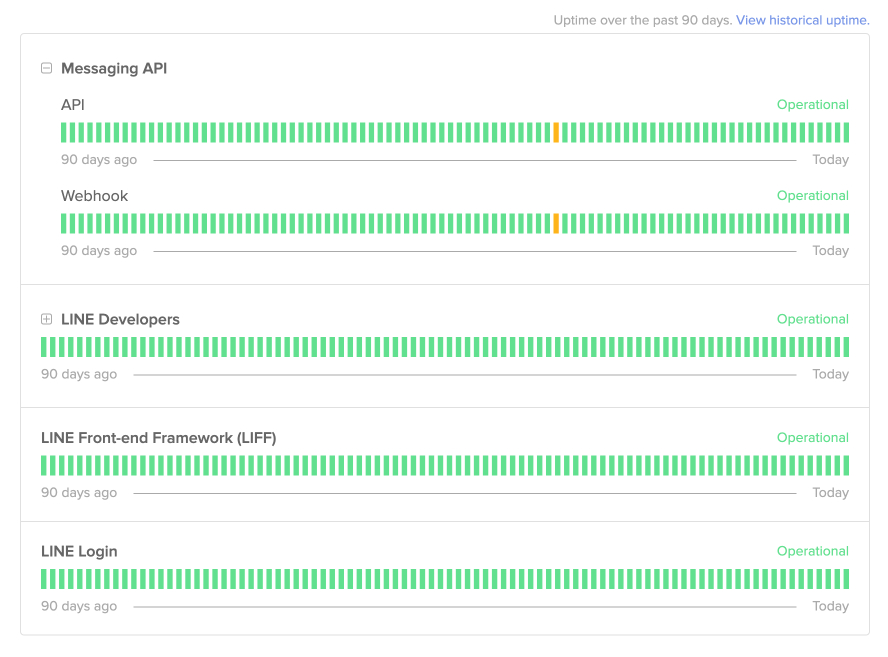 Uptime over the past 90 days. View historical uptime.
Messaging API
API Operational
90 days ago Today
Webhook Operational
90 days ago Today
LINE Developers Operational
90 days ago Today
LINE Front-end Framework (LIFF) Operational
90 days ago Today
LINE Login Operational
90 days ago Today